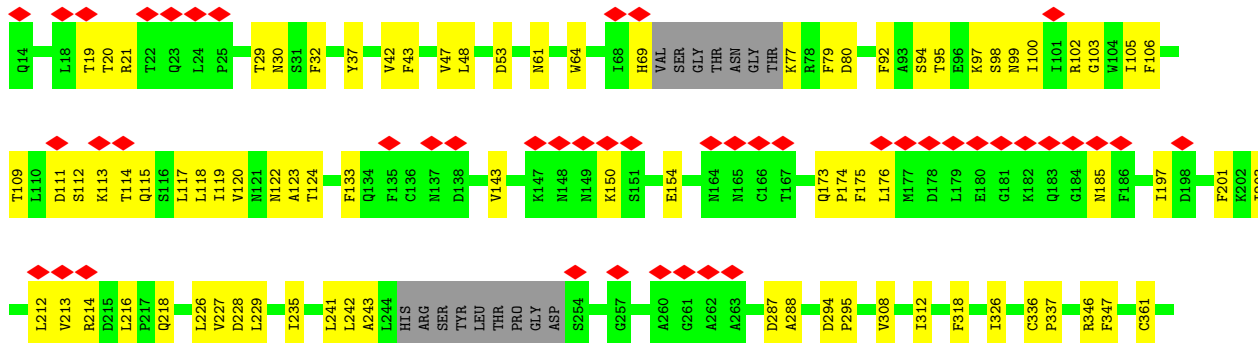 Q14 L18 T19 T20 R21 T22 Q23 L24 P25 T29 N30 S31 F32 Y37 V42 F43 V47 L48 D53 N61 W64 I68 H69 VAL SER GLY THR ASN GLY THR K77 R78 F79 D80 F92 A93 S94 T95 E96 K97 S98 N99 I100 I101 R102 G103 W104 I105 F106
T109 L110 D111 S112 K113 T114 Q115 S116 L117 L118 I119 V120 N121 N122 A123 T124 F133 Q134 F135 C136 N137 D138 V143 K147 N148 N149 K150 S151 E154 N164 N165 C166 T167 Q173 P174 F175 L176 M177 D178 L179 E180 G181 K182 Q183 G184 N185 F186 I197 D198 F201 K202
L212 V213 R214 D215 L216 P217 Q218 L226 V227 D228 L229 I235 L241 L242 A243 L244 HIS ARG SER TYR LEU THR PRO GLY ASP S254 G257 A260 G261 A262 A263 D287 A288 D294 P295 V308 I312 F318 I326 C336 P337 R346 F347 C361